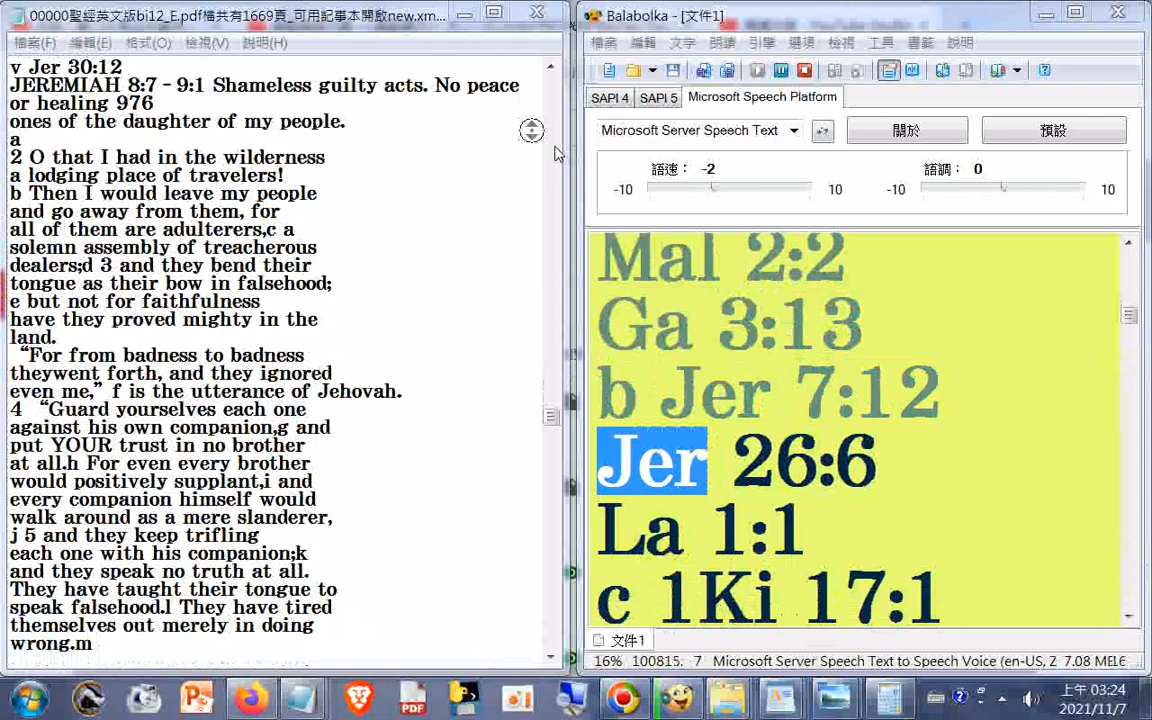 00000聖經英文版bi12_E.pdf檔共有1669頁_可用記事本開啟new.xm...
檔案(F) 編輯(E) 格式(O) 檢視(V) 說明(H)
v Jer 30:12
JEREMIAH 8:7 - 9:1 Shameless guilty acts. No peace
or healing 976
ones of the daughter of my people.
a
2 O that I had in the wilderness
a lodging place of travelers!
b Then I would leave my people
and go away from them, for
all of them are adulterers,c a
solemn assembly of treacherous
dealers;d 3 and they bend their
tongue as their bow in falsehood;
e but not for faithfulness
have they proved mighty in the
land.
“For from badness to badness
theywent forth, and they ignored
even me,” f is the utterance of Jehovah.
4 “Guard yourselves each one
against his own companion,g and
put YOUR trust in no brother
at all.h For even every brother
would positively supplant,i and
every companion himself would
walk around as a mere slanderer,
j 5 and they keep trifling
each one with his companion;k
and they speak no truth at all.
They have taught their tongue to
speak falsehood.l They have tired
themselves out merely in doing
wrong.m
Balabolka - [文件1]
檔案 編輯 文字 朗讀 引擎 選項 檢視 工具 書籤 說明
SAPI 4 SAPI 5 Microsoft Speech Platform
Microsoft Server Speech Text 關於 預設
語速： -2 語調： 0
-10 10 -10 10
Mal 2:2
Ga 3:13
b Jer 7:12
Jer 26:6
La 1:1
c 1Ki 17:1
文件1
16% 100815. 7 Microsoft Server Speech Text to Speech Voice (en-US, 2 7.08 ME
上午 03:24
2021/11/7